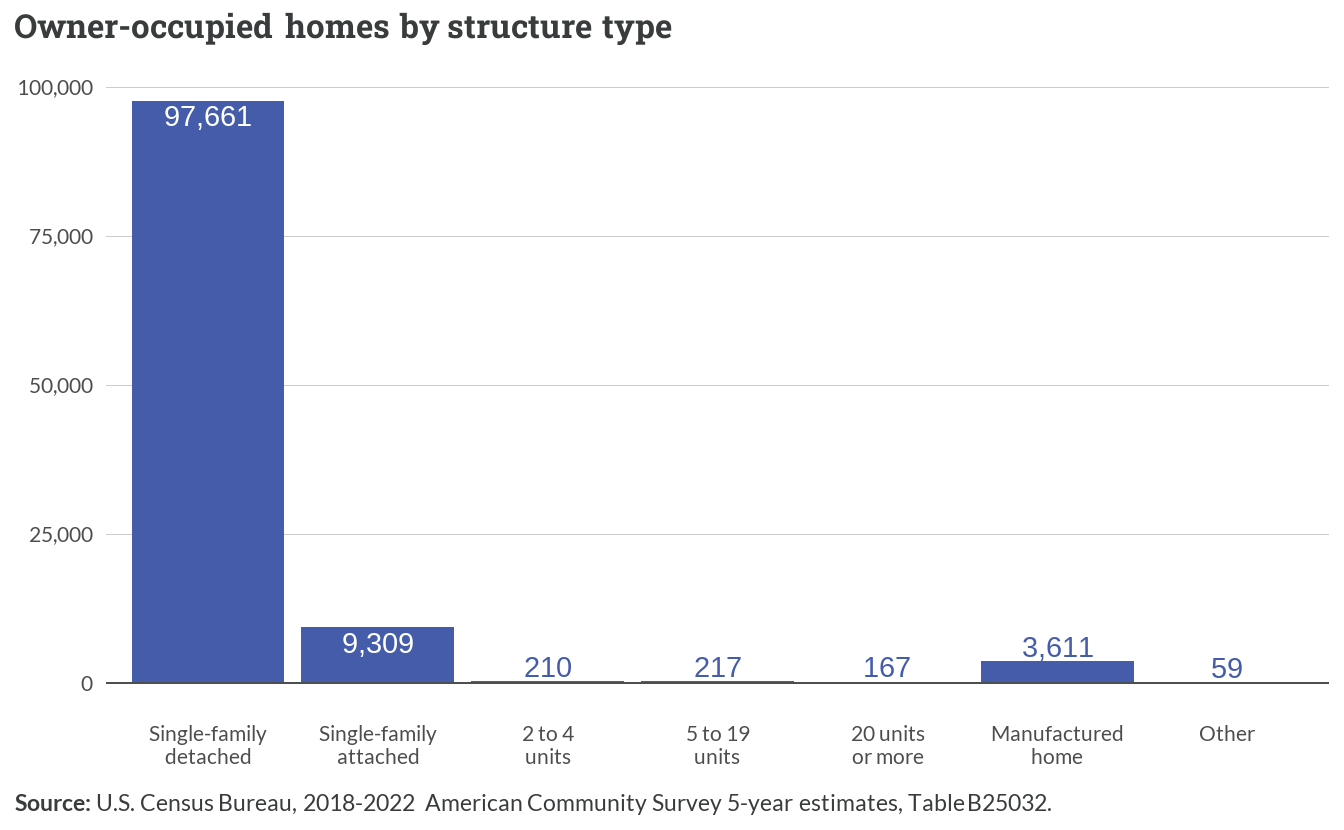 Owner-occupied homes by structure type
100,000
75,000
50,000
25,000
0
97,661
9,309
210
217
167
3,611
59
Single-family
detached
Single-family
attached
2 to 4
units
5 to 19
units
20 units
or more
Manufactured
home
Other
Source: U.S. Census Bureau, 2018-2022 American Community Survey 5-year estimates, Table B25032.